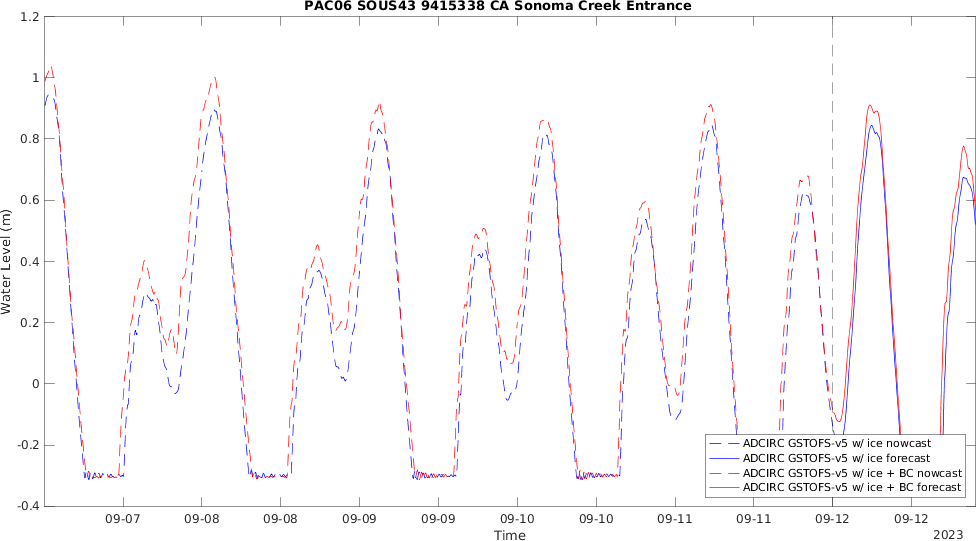 PAC06 SOUS43 9415338 CA Sonoma Creek Entrance
1.2
1
0.8
0.6
0.4
0.2
0
-0.2
-0.4
Water Level (m)
ADCIRC GSTOFS-v5 w/ ice nowcast
ADCIRC GSTOFS-v5 w/ ice forecast
ADCIRC GSTOFS-v5 w/ ice + BC nowcast
ADCIRC GSTOFS-v5 w/ ice + BC forecast
09-07 09-08 09-08 09-09 09-09 09-10 09-10 09-11 09-11 09-12 09-12
Time
2023